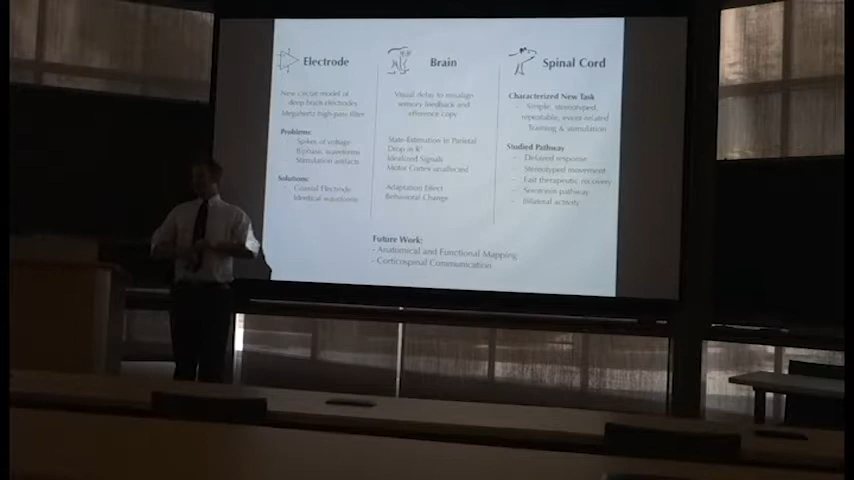 Electrode
New circuit model of
deep brain electrodes
Megahertz high-pass filter
Problems:
Spikes of voltage
Biphasic waveforms
Stimulation artifacts
Solutions:
- Coaxial Electrode
- Identical waveforms
Brain
Visual delay to misalign
sensory feedback and
efference copy
State-Estimation in Parietal
Drop in R²
Idealized Signals
Motor Cortex unaffected
Adaptation Effect
Behavioral Change
Spinal Cord
Characterized New Task
- Simple, stereotyped,
repeatable, event-related
Training & stimulation
Studied Pathway
- Delayed response
- Stereotyped movement
- Fast therapeutic recovery
- pathway
- Bilateral activity
Future Work:
- Anatomical and Functional Mapping
- Corticospinal Communication